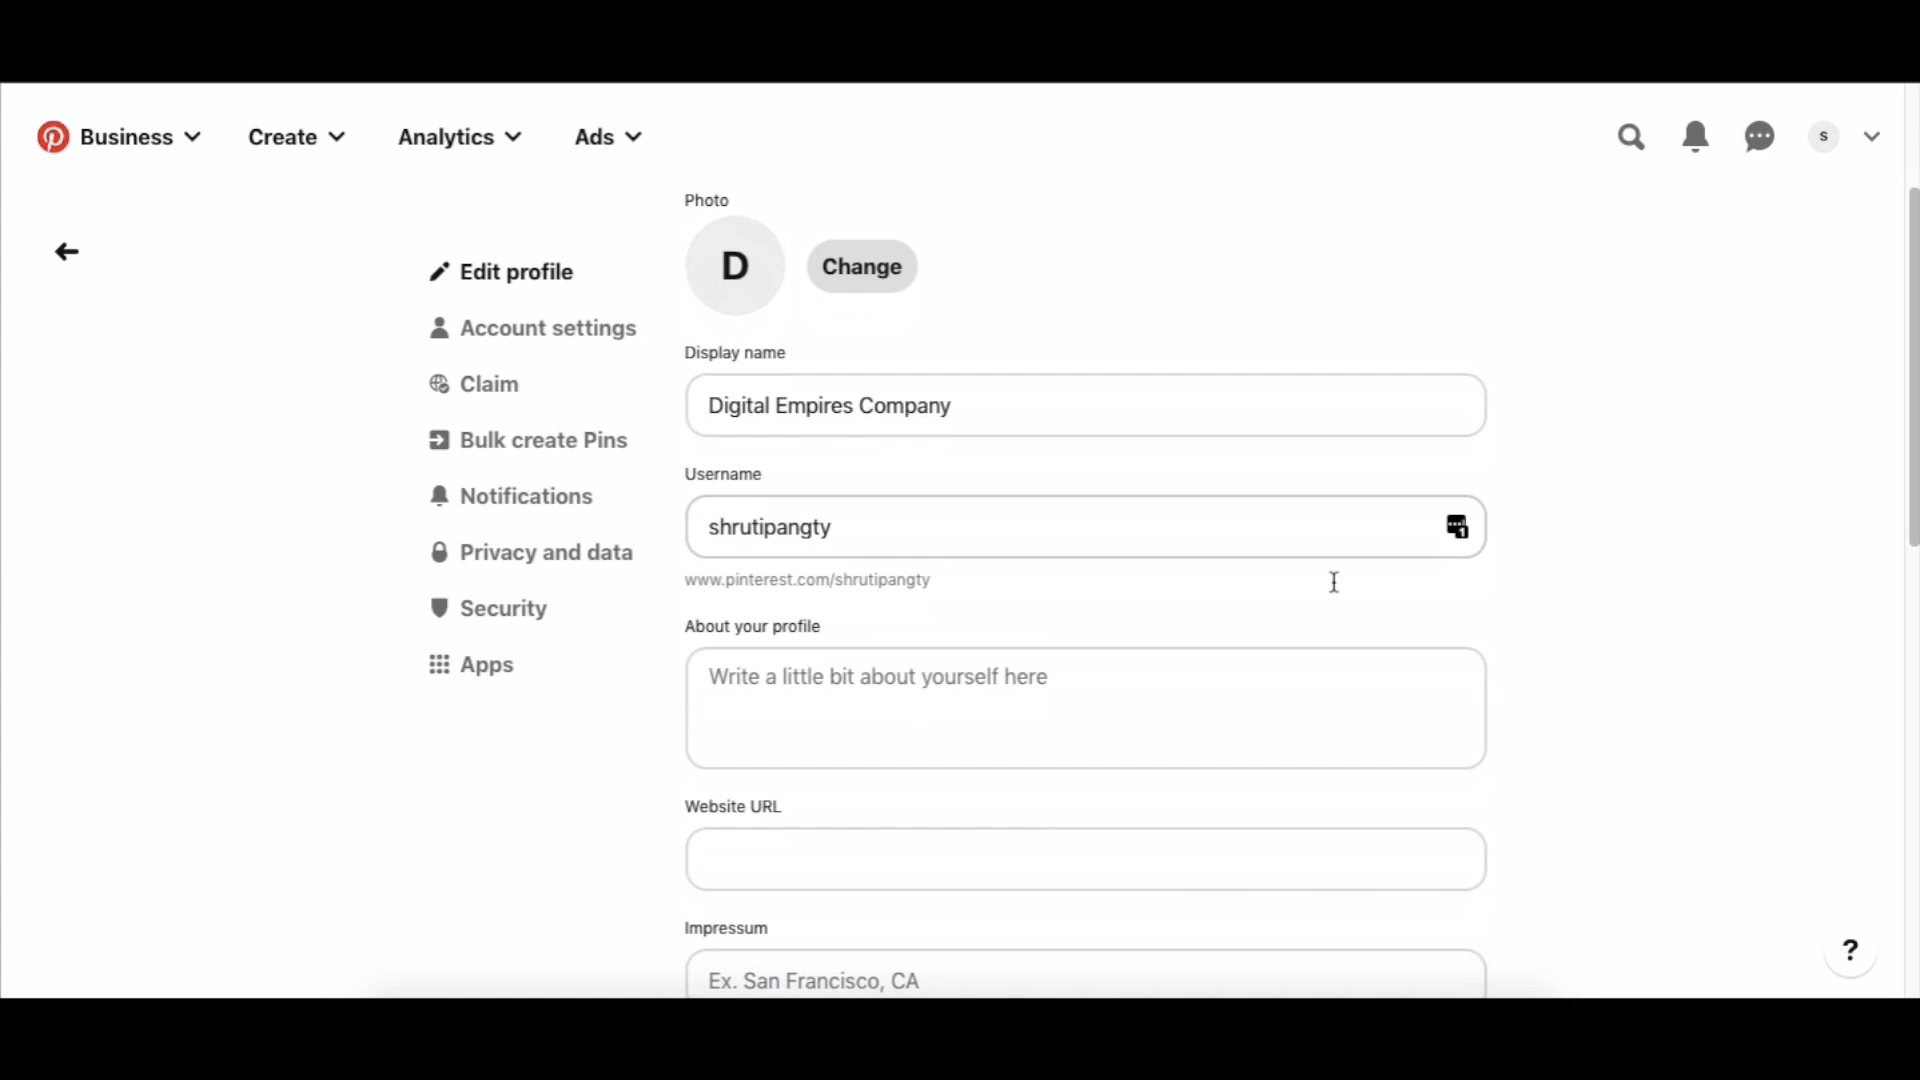 Business
Create
Analytics
Ads
S
Photo
D
Change
Edit profile
Account settings
Claim
Bulk create Pins
Notifications
Privacy and data
Security
Apps
Display name
Digital Empires Company
Username
shrutipangty
1
www.pinterest.com/shrutipangty
About your profile
Write a little bit about yourself here
Website URL
Impressum
Ex. San Francisco, CA
?